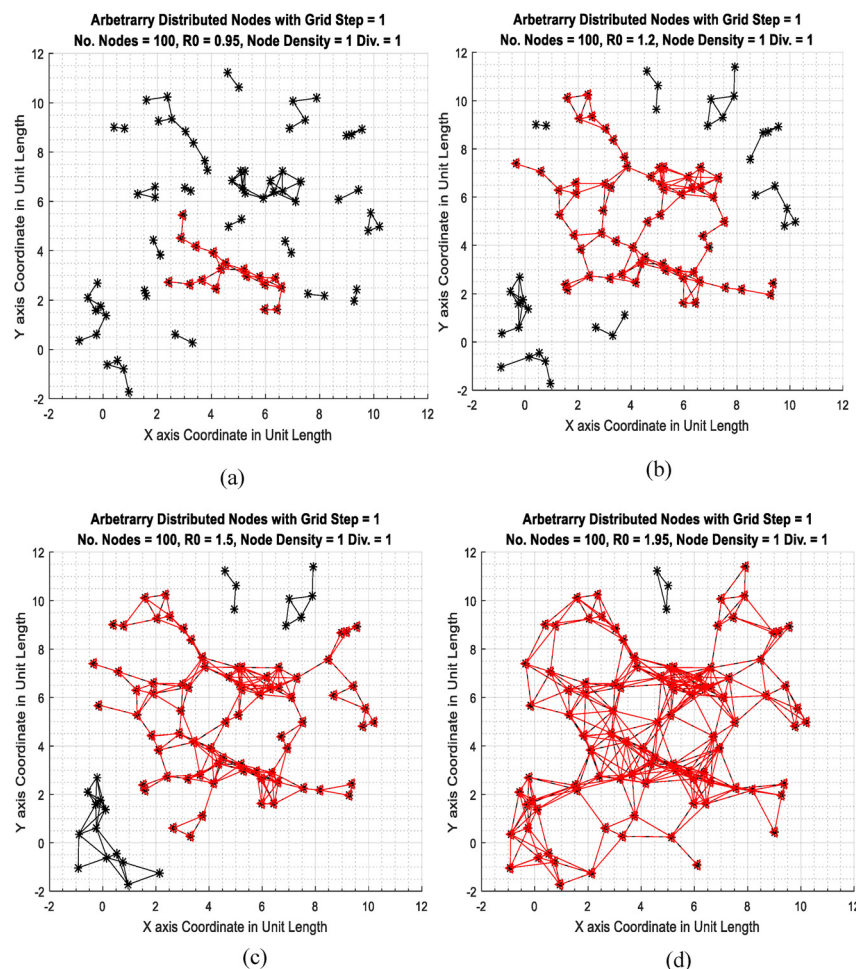 Arbetrarry Distributed Nodes with Grid Step = 1
No. Nodes = 100, R0 = 0.95, Node Density = 1 Div. = 1
12
10
8
6
4
2
0
-2
Y axis Coordinate in Unit Length
-2 0 2 4 6 8 10 12
X axis Coordinate in Unit Length
(a)
Arbetrarry Distributed Nodes with Grid Step = 1
No. Nodes = 100, R0 = 1.2, Node Density = 1 Div. = 1
12
10
8
6
4
2
0
-2
Y axis Coordinate in Unit Length
-2 0 2 4 6 8 10 12
X axis Coordinate in Unit Length
(b)
Arbetrarry Distributed Nodes with Grid Step = 1
No. Nodes = 100, R0 = 1.5, Node Density = 1 Div. = 1
12
10
8
6
4
2
0
-2
Y axis Coordinate in Unit Length
-2 0 2 4 6 8 10 12
X axis Coordinate in Unit Length
(c)
Arbetrarry Distributed Nodes with Grid Step = 1
No. Nodes = 100, R0 = 1.95, Node Density = 1 Div. = 1
12
10
8
6
4
2
0
-2
Y axis Coordinate in Unit Length
-2 0 2 4 6 8 10 12
X axis Coordinate in Unit Length
(d)